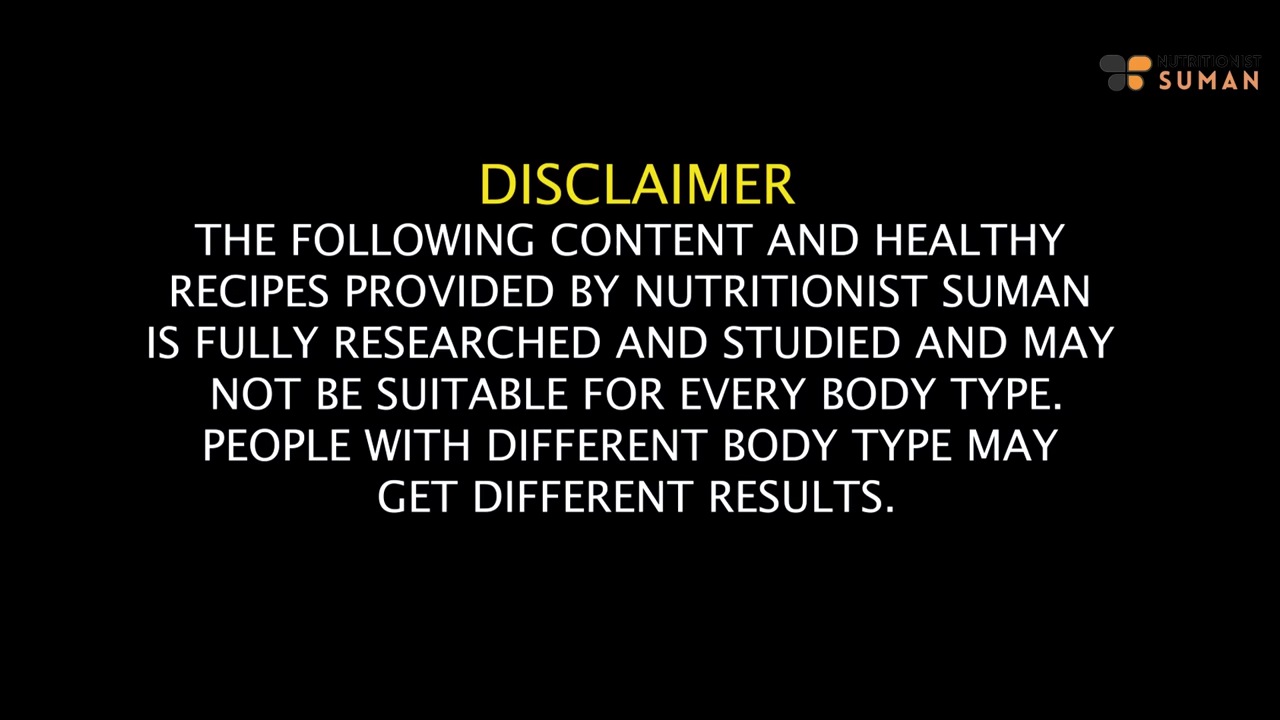 NUTRITIONIST
SUMAN
DISCLAIMER
THE FOLLOWING CONTENT AND HEALTHY
RECIPES PROVIDED BY NUTRITIONIST SUMAN
IS FULLY RESEARCHED AND STUDIED AND MAY
NOT BE SUITABLE FOR EVERY BODY TYPE.
PEOPLE WITH DIFFERENT BODY TYPE MAY
GET DIFFERENT RESULTS.